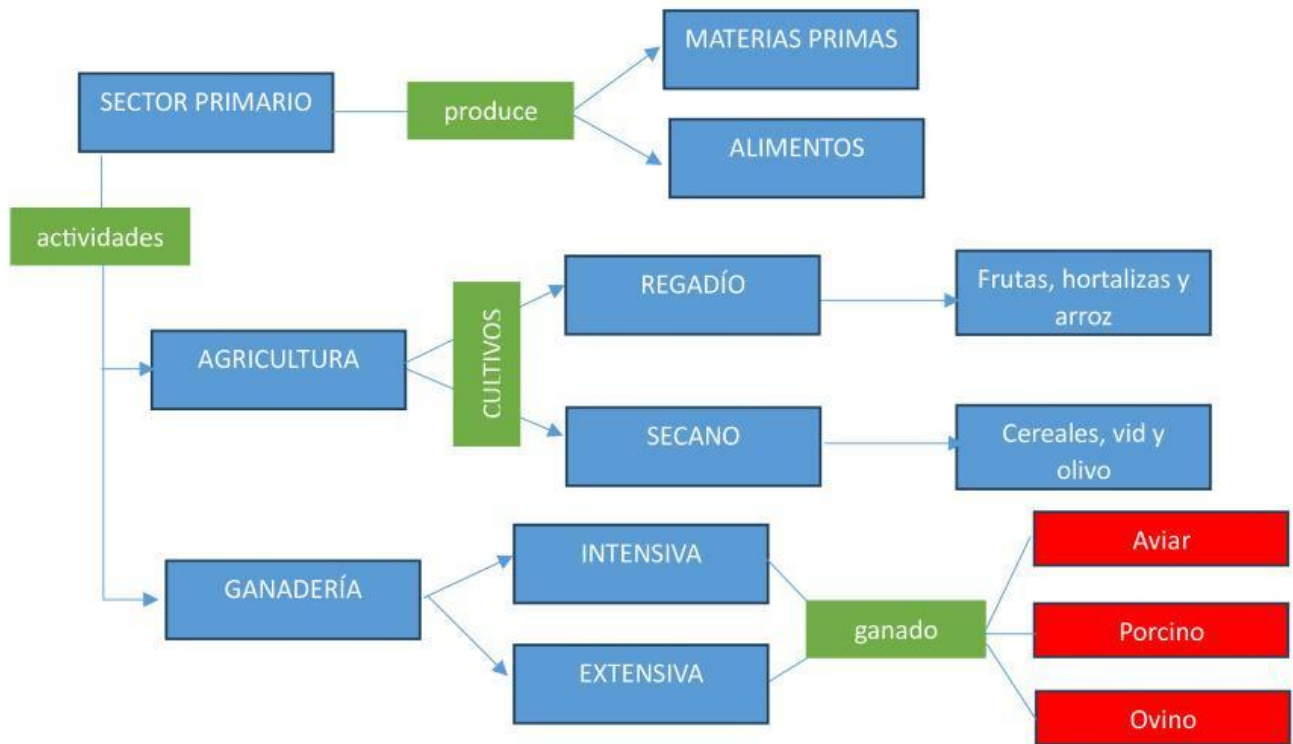 MATERIAS PRIMAS
SECTOR PRIMARIO
produce
ALIMENTOS
actividades
REGADÍO
Frutas, hortalizas y
arroz
AGRICULTURA
CULTIVOS
SECANO
Cereales, vid y
olivo
GANADERÍA
INTENSIVA
EXTENSIVA
ganado
Aviar
Porcino
Ovino